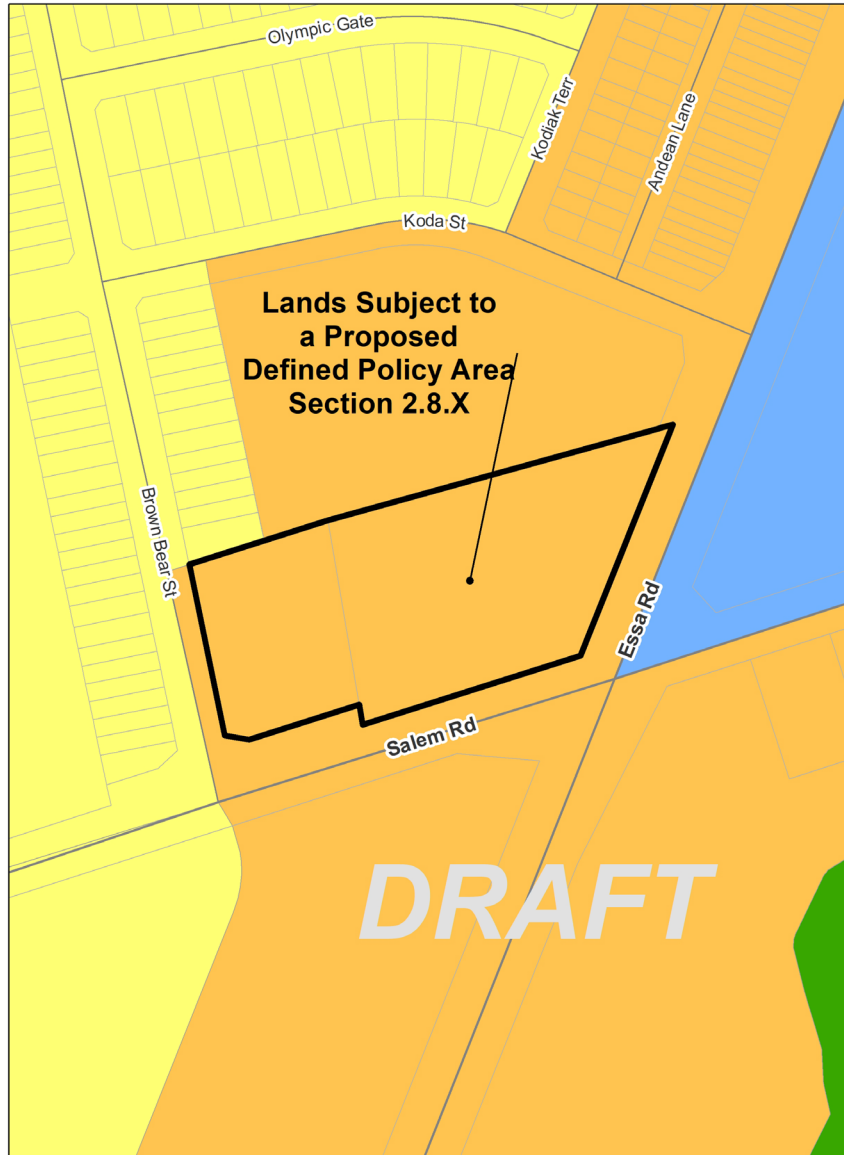 Olympic Gate
Kodiak Terr
Andean Lane
Koda St
Lands Subject to
a Proposed
Defined Policy Area
Section 2.8.X
Brown Bear St
Essa Rd
Salem Rd
DRAFT